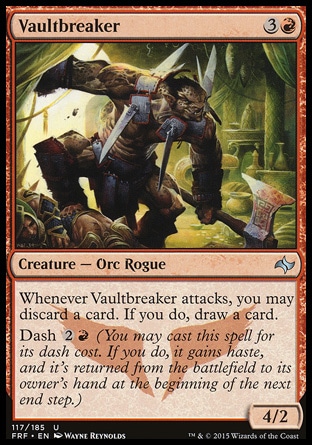 Vaultbreaker 3
Creature — Orc Rogue
Whenever Vaultbreaker attacks, you may
discard a card. If you do, draw a card.
Dash 2 (You may cast this spell for
its dash cost. If you do, it gains haste,
and it's returned from the battlefield to its
owner's hand at the beginning of the next
end step.)
4/2
117/185 U
FRF • EN Wayne Reynolds
™ & © 2015 Wizards of the Coast